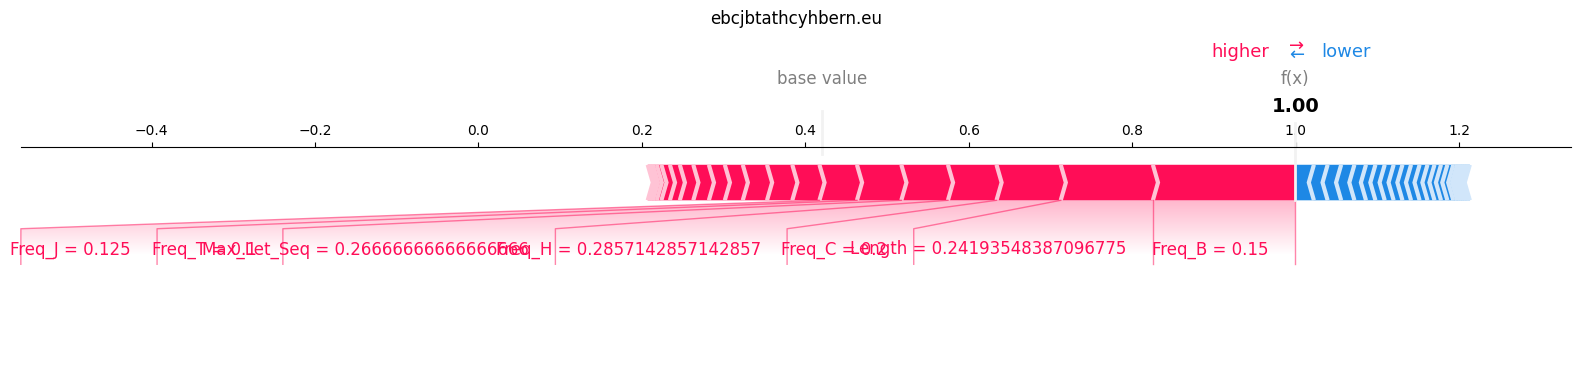 ebcjbtathcyhbern.eu
higher ⇄ lower
base value f(x)
1.00
−0.4 −0.2 0.0 0.2 0.4 0.6 0.8 1.0 1.2
Freq_J = 0.125 Freq_T = 0.1 Max_Let_Seq = 0.26666666666666666 Freq_H = 0.2857142857142857 Freq_C = 0.2 Length = 0.24193548387096775 Freq_B = 0.15